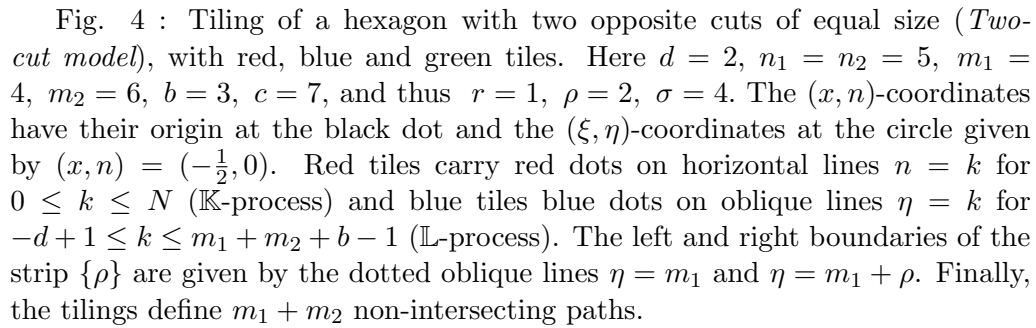 Fig. 4 : Tiling of a hexagon with two opposite cuts of equal size (Two-
cut model), with red, blue and green tiles. Here d = 2, n₁ = n₂ = 5, m₁ =
4, m₂ = 6, b = 3, c = 7, and thus r = 1, ρ = 2, σ = 4. The (x, n)-coordinates
have their origin at the black dot and the (ξ, η)-coordinates at the circle given
by (x, n) = (−½, 0). Red tiles carry red dots on horizontal lines n = k for
0 ≤ k ≤ N (𝕂-process) and blue tiles blue dots on oblique lines η = k for
−d + 1 ≤ k ≤ m₁ + m₂ + b − 1 (𝕃-process). The left and right boundaries of the
strip {ρ} are given by the dotted oblique lines η = m₁ and η = m₁ + ρ. Finally,
the tilings define m₁ + m₂ non-intersecting paths.